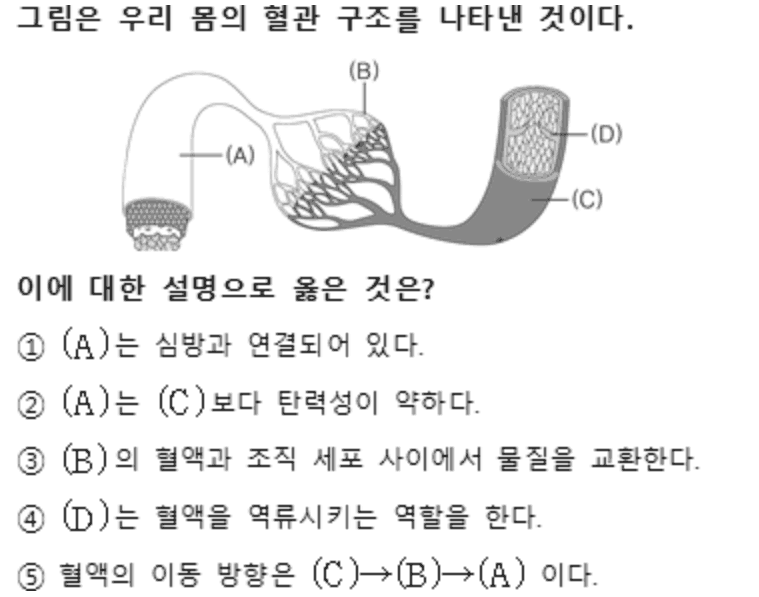 그림은 우리 몸의 혈관 구조를 나타낸 것이다.
(B)
(A)
(D)
(C)
이에 대한 설명으로 옳은 것은?
① (A)는 심방과 연결되어 있다.
② (A)는 (C)보다 탄력성이 약하다.
③ (B)의 혈액과 조직 세포 사이에서 물질을 교환한다.
④ (D)는 혈액을 역류시키는 역할을 한다.
⑤ 혈액의 이동 방향은 (C)→(B)→(A) 이다.